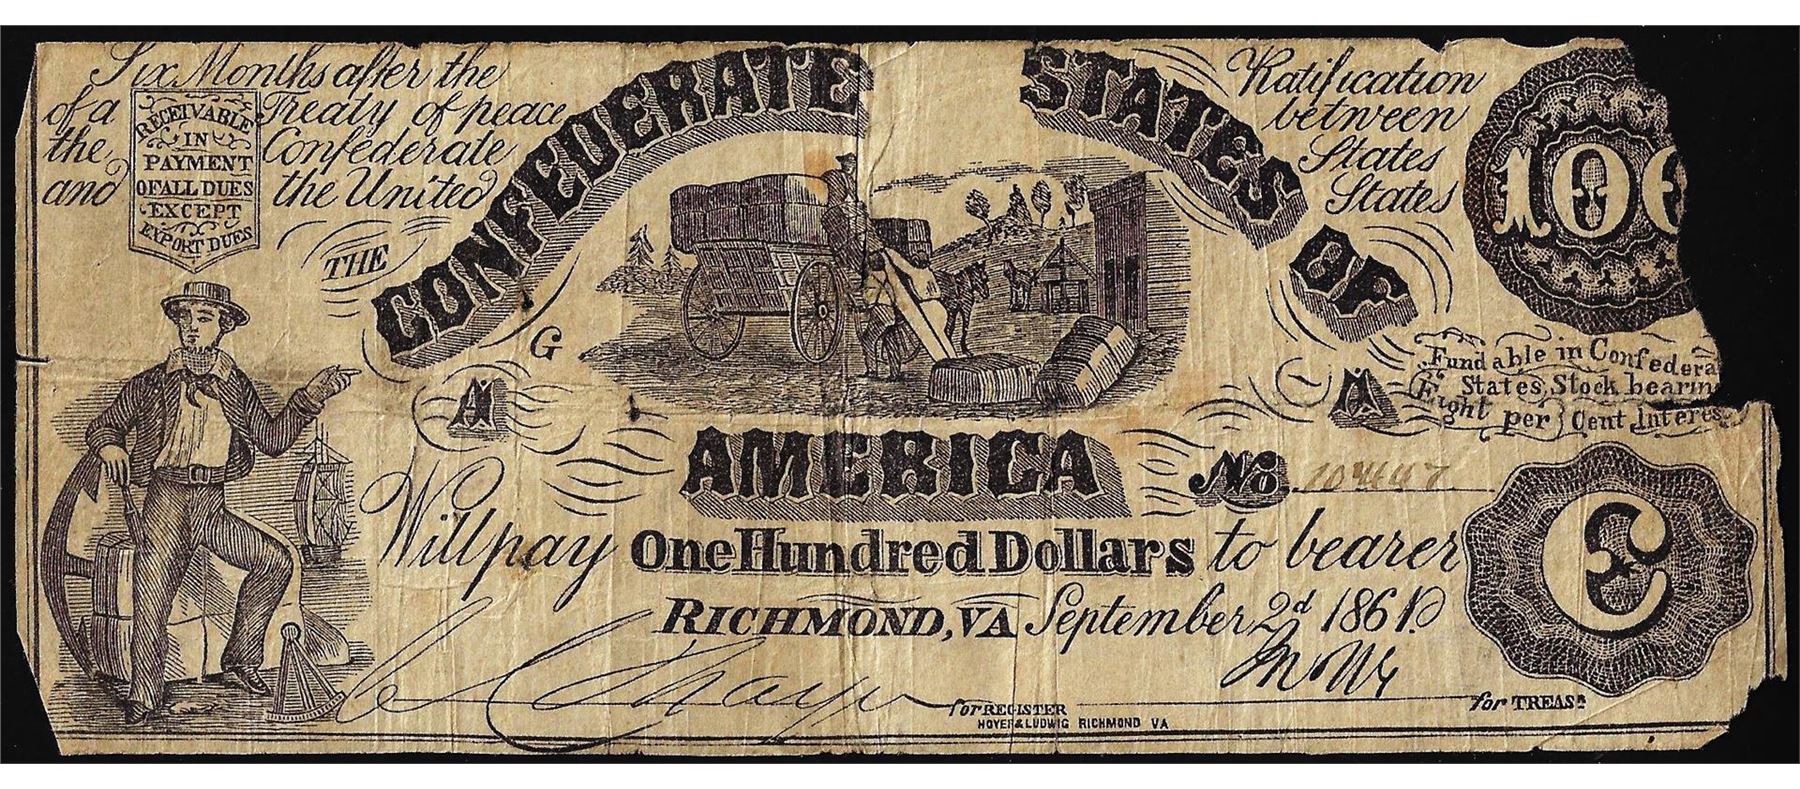 Six Months after the Ratification
of a Treaty of peace between
the Confederate States
and the United States
RECEIVABLE
IN
PAYMENT
OF ALL DUES
EXCEPT
EXPORT DUES
THE
CONFEDERATE STATES OF
AMERICA
100
G
A
A
1
Fundable in Confedera
States Stock bearin
Eight per Cent Interes
No.
C
Will pay One Hundred Dollars to bearer
RICHMOND, VA September 2d 1861.
for REGISTER
for TREASR
HOYER & LUDWIG RICHMOND VA